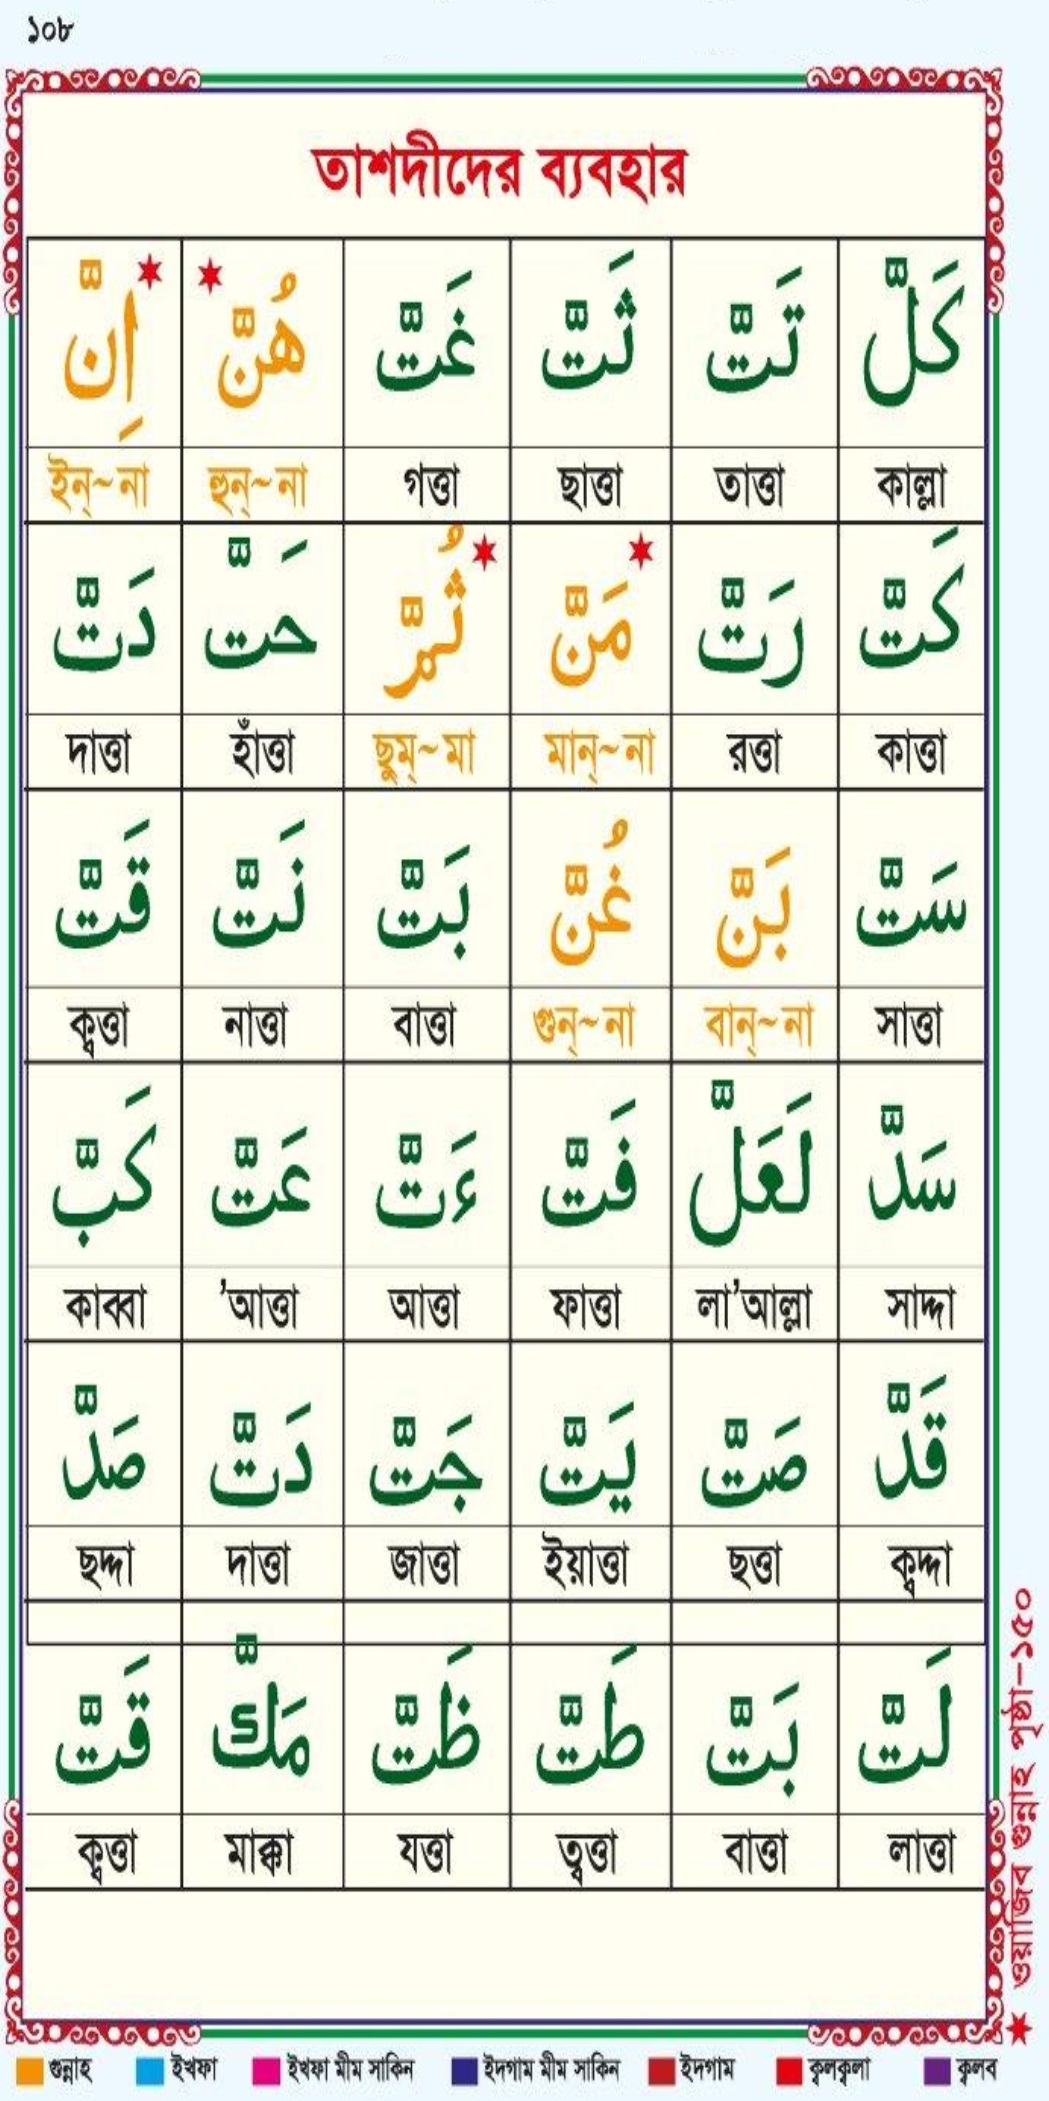 ১০৮
তাশদীদের ব্যবহার
كَلَّ تَتَّ ثَتَّ غَتَّ هُنَّ * اِنَّ *
কাল্লা তাত্তা ছাত্তা গত্তা হুন্~না ইন্~না
كَتَّ رَتَّ مَنَّ * ثُمَّ * حَتَّ دَتَّ
কাত্তা রত্তা মান্~না ছুম্~মা হাঁত্তা দাত্তা
سَتَّ بَنَّ غُنَّ بَتَّ نَتَّ قَتَّ
সাত্তা বান্~না গুন্~না বাত্তা নাত্তা ক্বত্তা
سَدَّ لَعَلَّ فَتَّ ءَتَّ عَتَّ كَبَّ
সাদ্দা লা'আল্লা ফাত্তা আত্তা 'আত্তা কাব্বা
قَدَّ صَتَّ يَتَّ جَتَّ دَتَّ صَدَّ
ক্বদ্দা ছত্তা ইয়াত্তা জাত্তা দাত্তা ছদ্দা
لَتَّ بَتَّ طَتَّ ظَتَّ مَكَّ قَتَّ
লাত্তা বাত্তা ত্বত্তা যত্তা মাক্কা ক্বত্তা
* ওয়াজিব গুন্নাহ পৃষ্ঠা-১৫০
গুন্নাহ ইখফা ইখফা মীম সাকিন ইদগাম মীম সাকিন ইদগাম ক্বলক্বলা ক্বলব